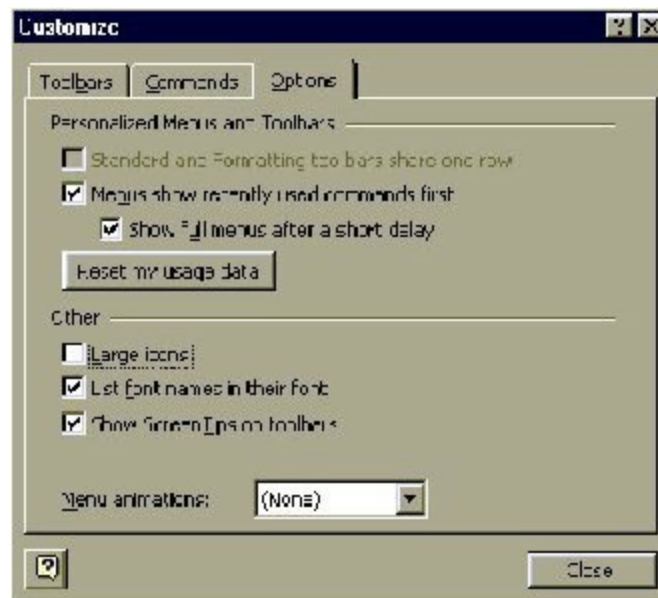 Customize
Toolbars Commands Options
Personalized Menus and Toolbars
Standard and Formatting toolbars share one row
Menus show recently used commands first
Show Full menus after a short delay
Reset my usage data
Other
Large icons
List font names in their font
Show ScreenTips on toolbars
Menu animations: (None)
Close